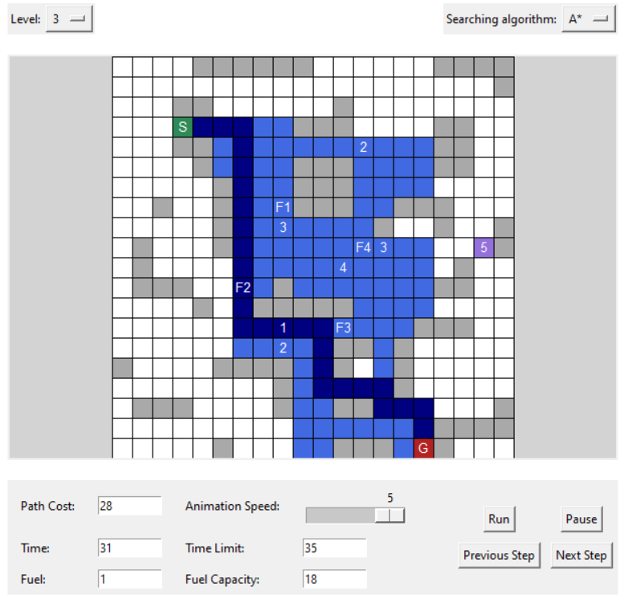 Level: 3 Searching algorithm: A*
S
2
F1
3
F4 3 5
4
F2
1 F3
2
G
5
Path Cost: 28 Animation Speed:
Run Pause
Time: 31 Time Limit: 35
Previous Step Next Step
Fuel: 1 Fuel Capacity: 18